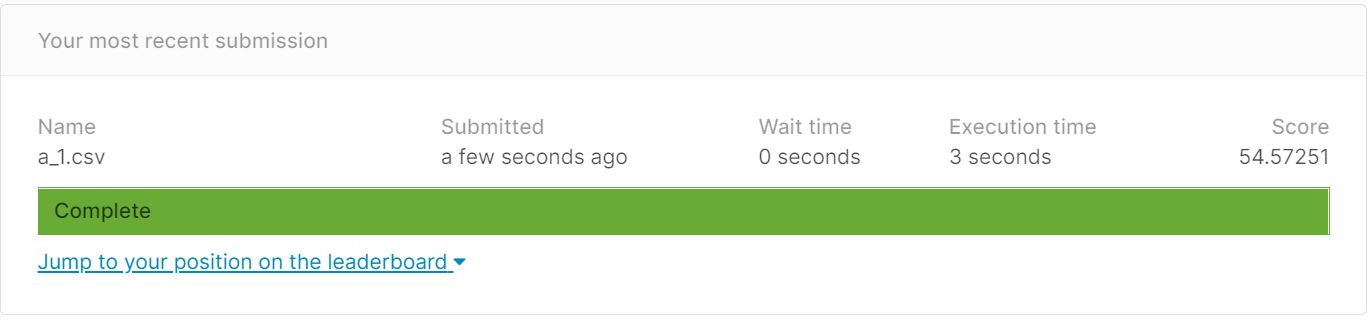 Your most recent submission
Name Submitted Wait time Execution time Score
a_1.csv a few seconds ago 0 seconds 3 seconds 54.57251
Complete
Jump to your position on the leaderboard